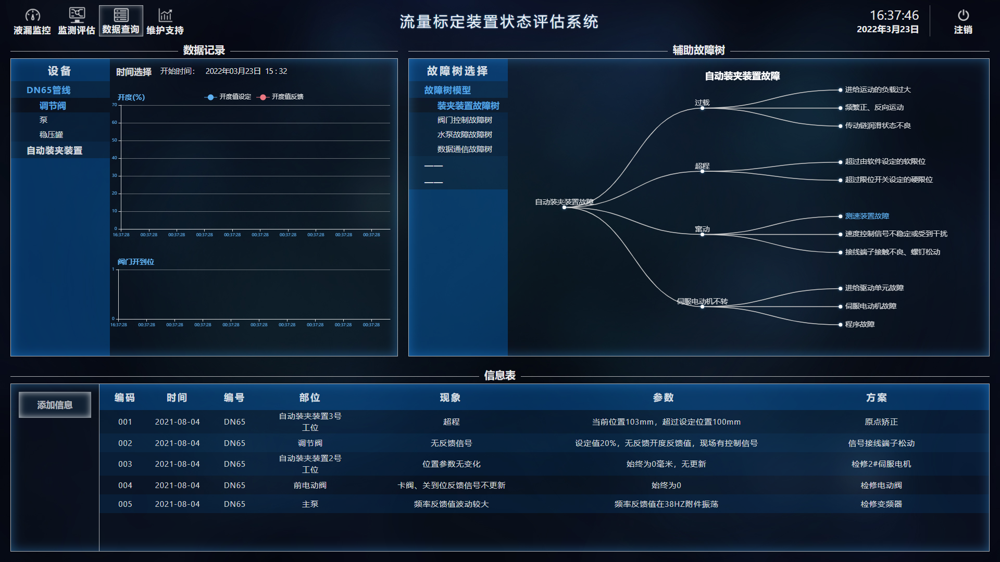 液漏监控
监测评估
数据查询
维护支持
流量标定装置状态评估系统
16:37:46
2022年3月23日
注销
数据记录
设备
DN65管线
调节阀
泵
稳压罐
自动装夹装置
时间选择 开始时间： 2022年03月23日 15 : 32
开度(%)
开度值设定 开度值反馈
70
60
50
40
30
20
10
0
16:37:28 00:37:28 00:37:28 00:37:28 00:37:28 00:37:28 00:37:28 00:37:28 00:37:28 00:37:28
阀门开到位
1
0
16:37:28 00:37:28 00:37:28 00:37:28 00:37:28 00:37:28 00:37:28 00:37:28 00:37:28 00:37:28
辅助故障树
故障树选择
故障树模型
装夹装置故障树
阀门控制故障树
水泵故障故障树
数据通信故障树
——
——
自动装夹装置故障
自动装夹装置故障
过载
进给运动的负载过大
频繁正、反向运动
传动链润滑状态不良
超程
超过由软件设定的软限位
超过限位开关设定的硬限位
窜动
测速装置故障
速度控制信号不稳定或受到干扰
接线端子接触不良、螺钉松动
伺服电动机不转
进给驱动单元故障
伺服电动机故障
程序故障
信息表
添加信息
编码 时间 编号 部位 现象 参数 方案
001 2021-08-04 DN65 自动装夹装置3号工位 超程 当前位置103mm，超过设定位置100mm 原点矫正
002 2021-08-04 DN65 调节阀 无反馈信号 设定值20%，无反馈开度反馈值，现场有控制信号 信号接线端子松动
003 2021-08-04 DN65 自动装夹装置2号工位 位置参数无变化 始终为0毫米，无更新 检修2#伺服电机
004 2021-08-04 DN65 前电动阀 卡阀、关到位反馈信号不更新 始终为0 检修电动阀
005 2021-08-04 DN65 主泵 频率反馈值波动较大 频率反馈值在38HZ附件振荡 检修变频器